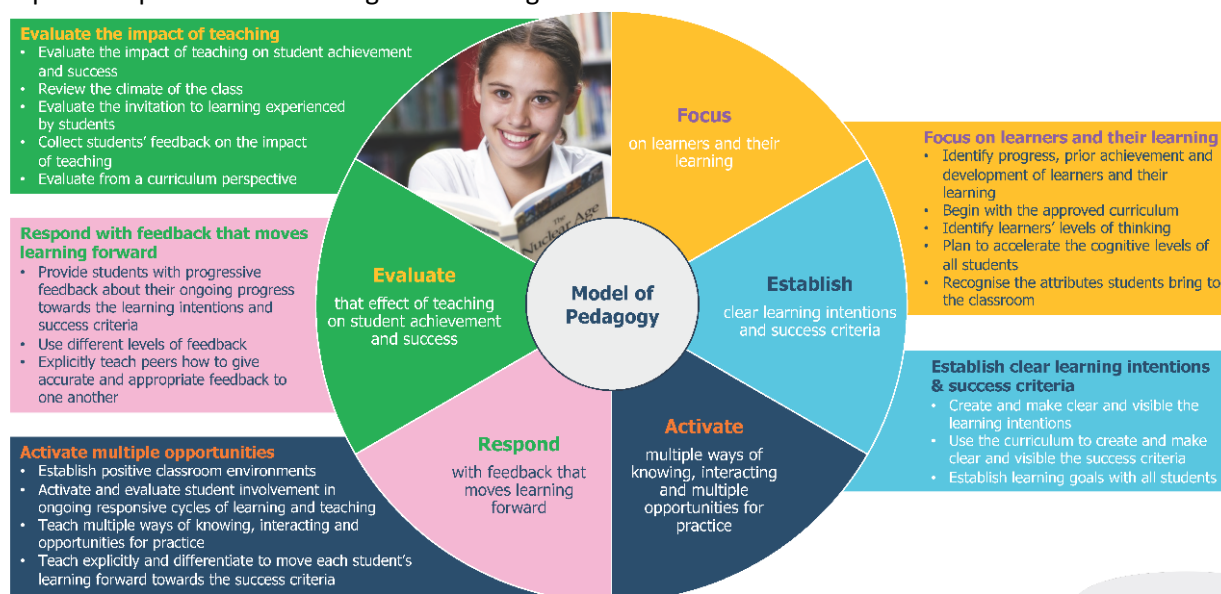 Evaluate the impact of teaching
• Evaluate the impact of teaching on student achievement
and success
• Review the climate of the class
• Evaluate the invitation to learning experienced
by students
• Collect students' feedback on the impact
of teaching
• Evaluate from a curriculum perspective
Respond with feedback that moves
learning forward
• Provide students with progressive
feedback about their ongoing progress
towards the learning intentions and
success criteria
• Use different levels of feedback
• Explicitly teach peers how to give
accurate and appropriate feedback to
one another
Activate multiple opportunities
• Establish positive classroom environments
• Activate and evaluate student involvement in
ongoing responsive cycles of learning and teaching
• Teach multiple ways of knowing, interacting and
opportunities for practice
• Teach explicitly and differentiate to move each student's
learning forward towards the success criteria
The
Nuclear Age
Focus
on learners and their
learning
Establish
clear learning intentions
and success criteria
Activate
multiple ways of
knowing, interacting
and multiple
opportunities for
practice
Respond
with feedback that
moves learning
forward
Evaluate
that effect of teaching
on student achievement
and success
Model of
Pedagogy
Focus on learners and their learning
• Identify progress, prior achievement and
development of learners and their
learning
• Begin with the approved curriculum
• Identify learners' levels of thinking
• Plan to accelerate the cognitive levels of
all students
• Recognise the attributes students bring to
the classroom
Establish clear learning intentions
& success criteria
• Create and make clear and visible the
learning intentions
• Use the curriculum to create and make
clear and visible the success criteria
• Establish learning goals with all students